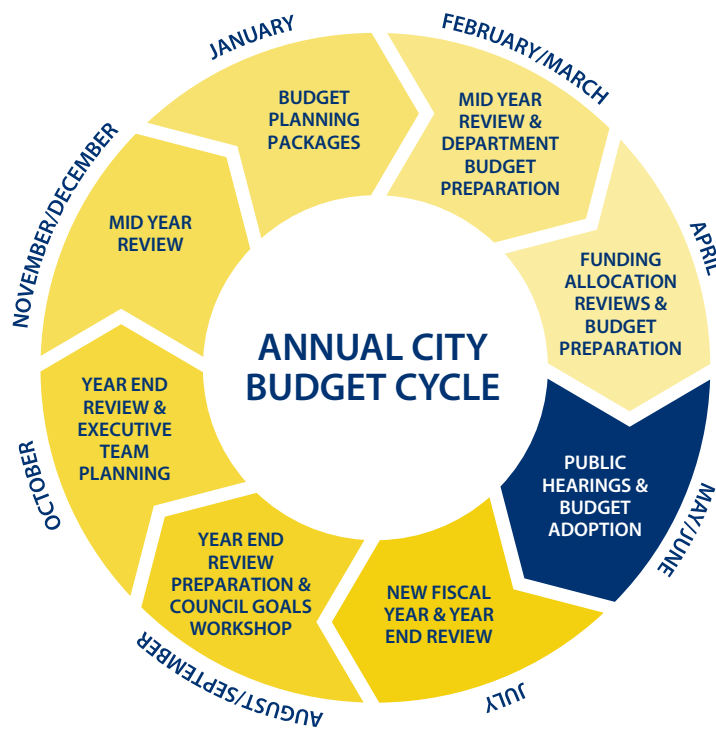 ANNUAL CITY
BUDGET CYCLE
JANUARY
BUDGET
PLANNING
PACKAGES
FEBRUARY/MARCH
MID YEAR
REVIEW &
DEPARTMENT
BUDGET
PREPARATION
APRIL
FUNDING
ALLOCATION
REVIEWS &
BUDGET
PREPARATION
MAY/JUNE
PUBLIC
HEARINGS &
BUDGET
ADOPTION
JULY
NEW FISCAL
YEAR & YEAR
END REVIEW
AUGUST/SEPTEMBER
YEAR END
REVIEW
PREPARATION &
COUNCIL GOALS
WORKSHOP
OCTOBER
YEAR END
REVIEW &
EXECUTIVE
TEAM
PLANNING
NOVEMBER/DECEMBER
MID YEAR
REVIEW